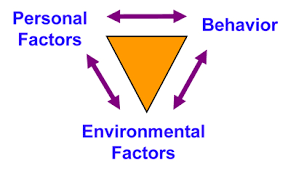 Personal
Factors
Behavior
Environmental
Factors